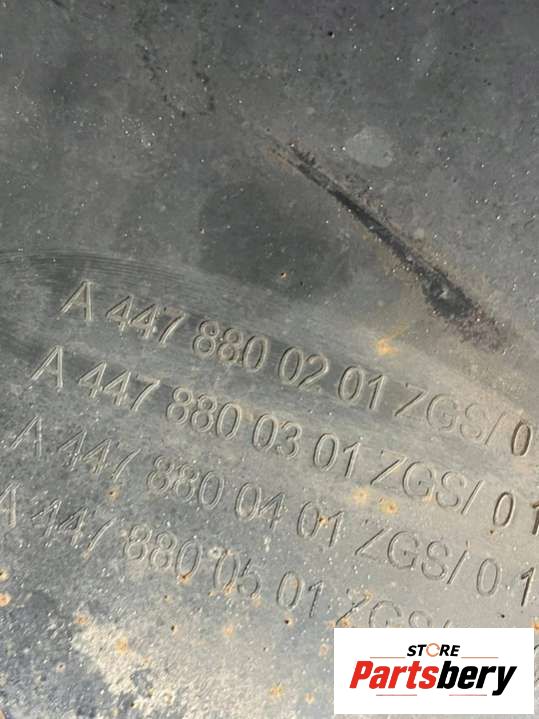 A 447 880 02 01 ZGS/ 0
A 447 880 03 01 ZGS/ 0 1
A 447 880 04 01 ZGS/ 0 1
A 447 880 05 01 ZGS/
STORE
Partsbery